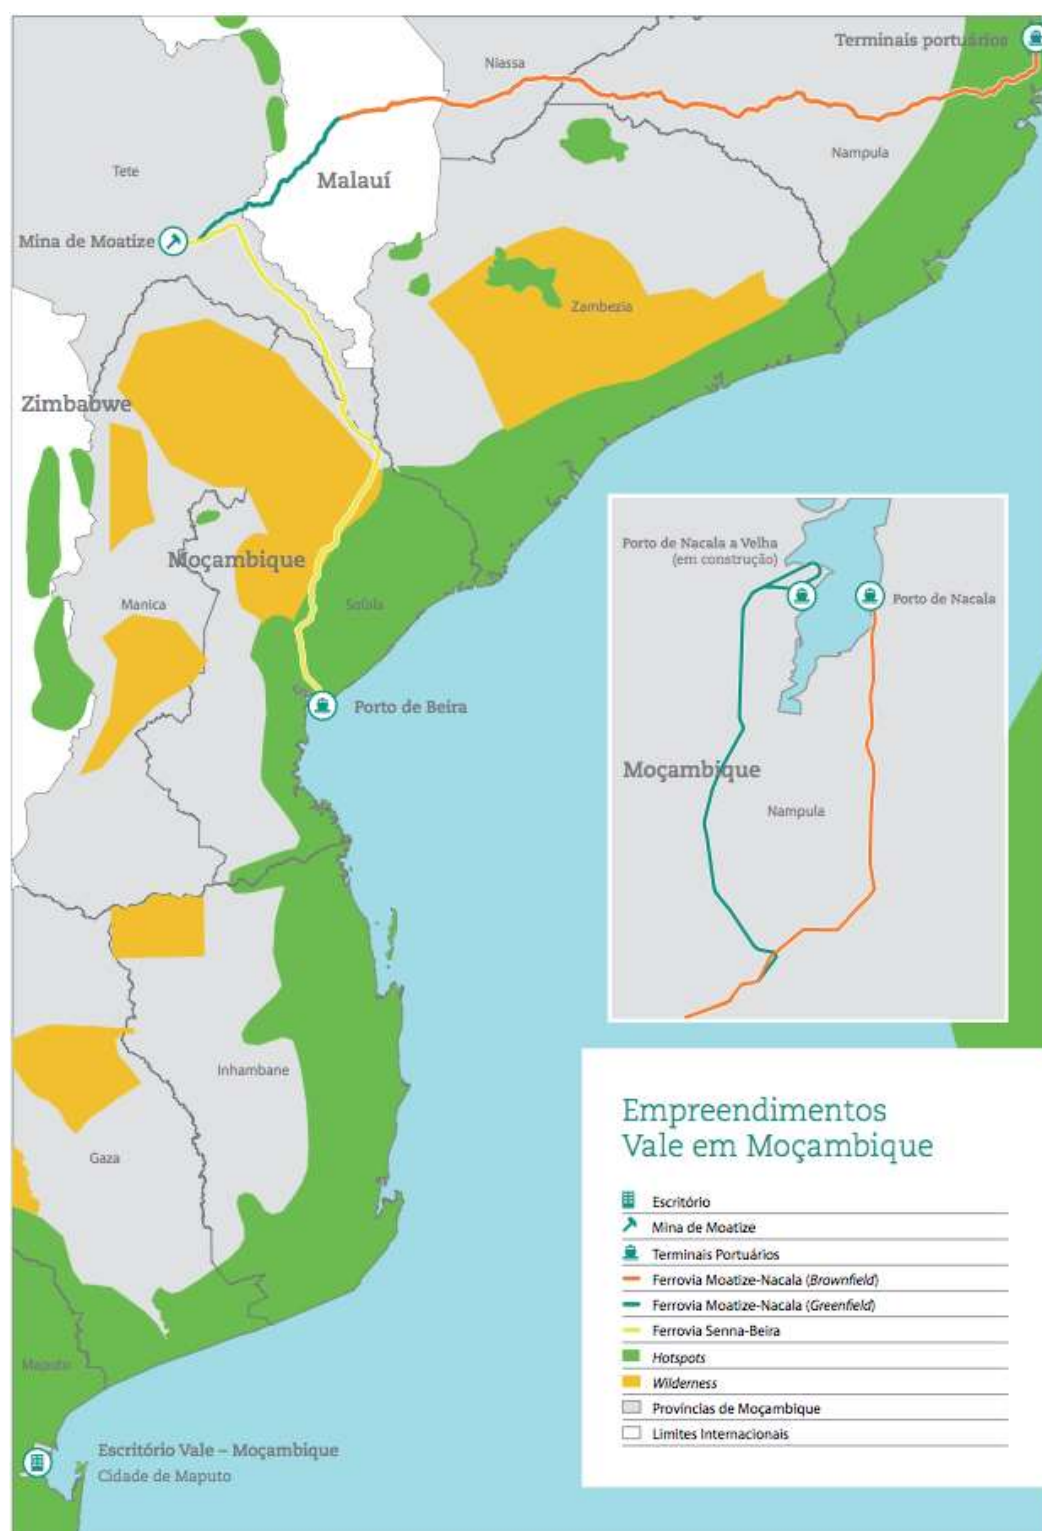 Terminais portuários
Niassa
Nampula
Tete
Malauí
Mina de Moatize
Zambezia
Zimbabwe
Moçambique
Manica
Sofala
Porto de Beira
Porto de Nacala a Velha
(em construção)
Porto de Nacala
Moçambique
Nampula
Inhambane
Gaza
Maputo
Escritório Vale – Moçambique
Cidade de Maputo
Empreendimentos
Vale em Moçambique
Escritório
Mina de Moatize
Terminais Portuários
Ferrovia Moatize-Nacala (Brownfield)
Ferrovia Moatize-Nacala (Greenfield)
Ferrovia Senna-Beira
Hotspots
Wilderness
Províncias de Moçambique
Limites Internacionais